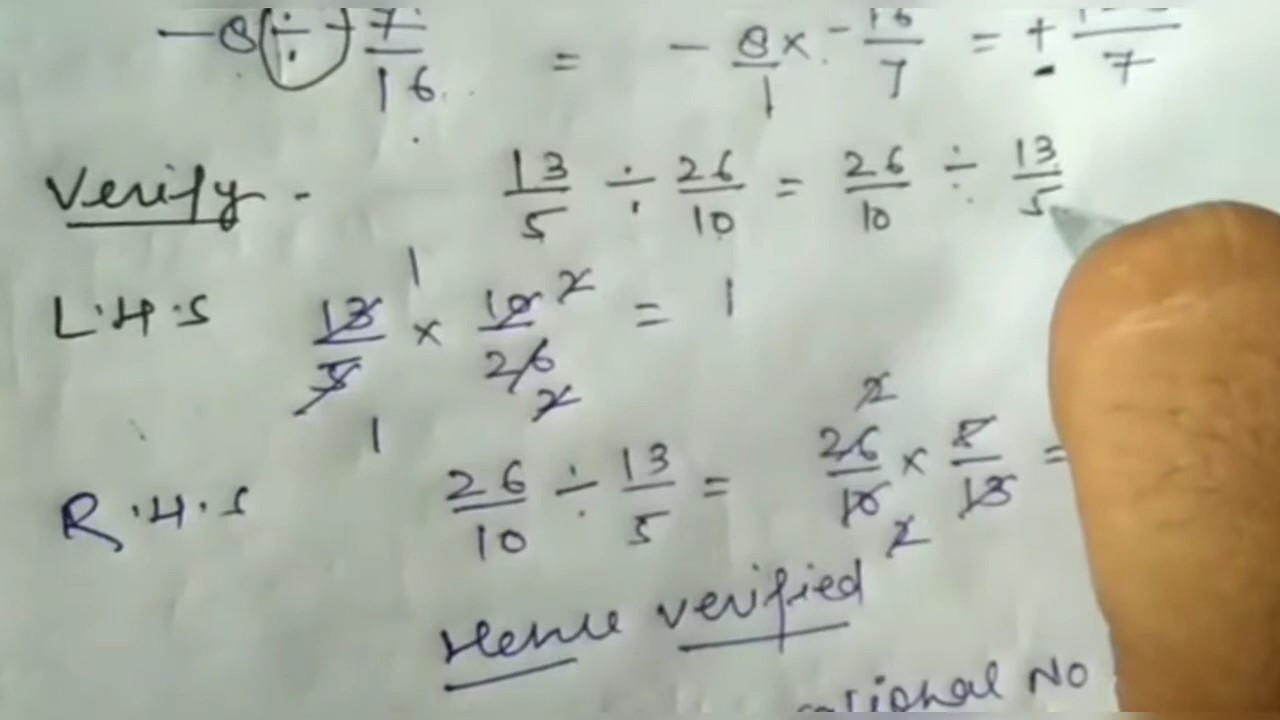 -8 ÷ -7/16 = -8/1 × -16/7 = +
Verify - 13/5 ÷ 26/10 = 26/10 ÷ 13/5
L.H.S 13/5 × 10/26 = 1
R.H.S 26/10 ÷ 13/5 = 26/10 × 5/13 =
Hence verified
No